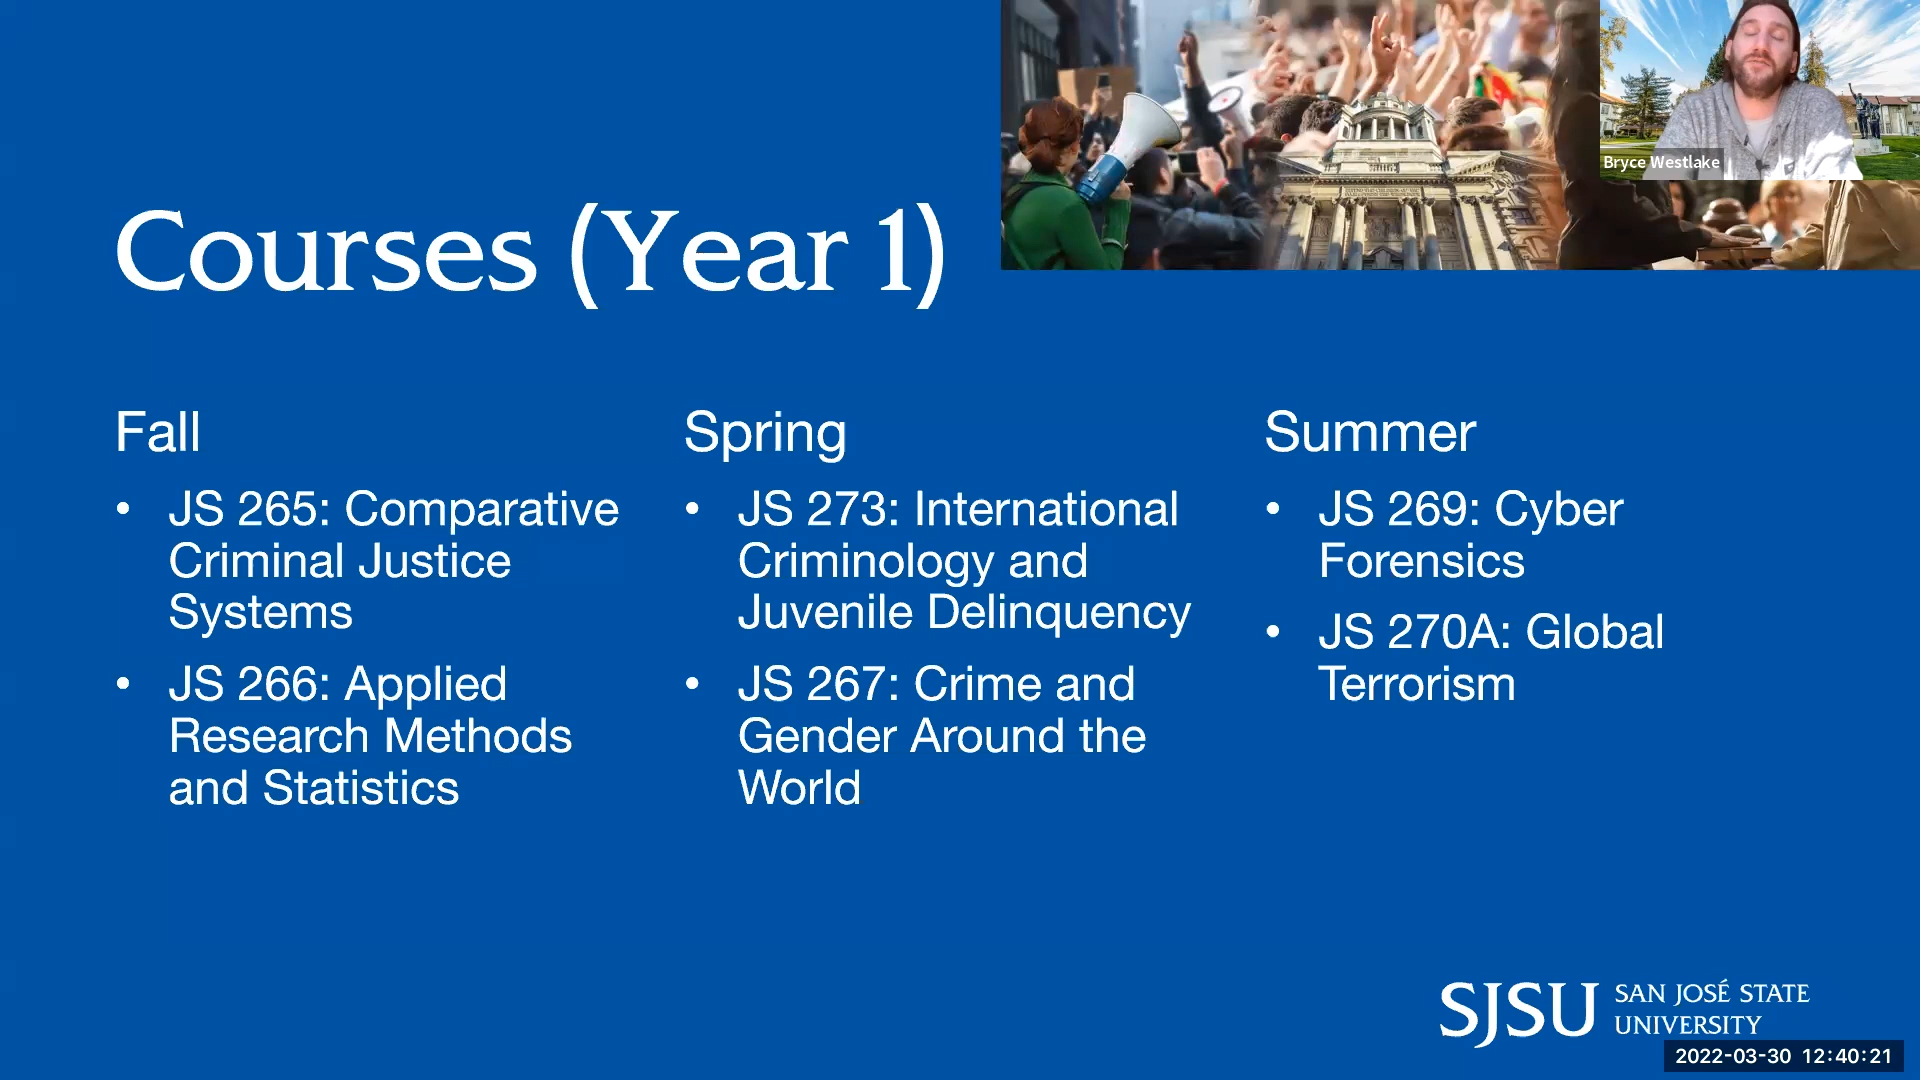 Bryce Westlake
Courses (Year 1)
Fall
• JS 265: Comparative
Criminal Justice
Systems
• JS 266: Applied
Research Methods
and Statistics
Spring
• JS 273: International
Criminology and
Juvenile Delinquency
• JS 267: Crime and
Gender Around the
World
Summer
• JS 269: Cyber
Forensics
• JS 270A: Global
Terrorism
SJSU SAN JOSÉ STATE
UNIVERSITY
2022-03-30 12:40:21